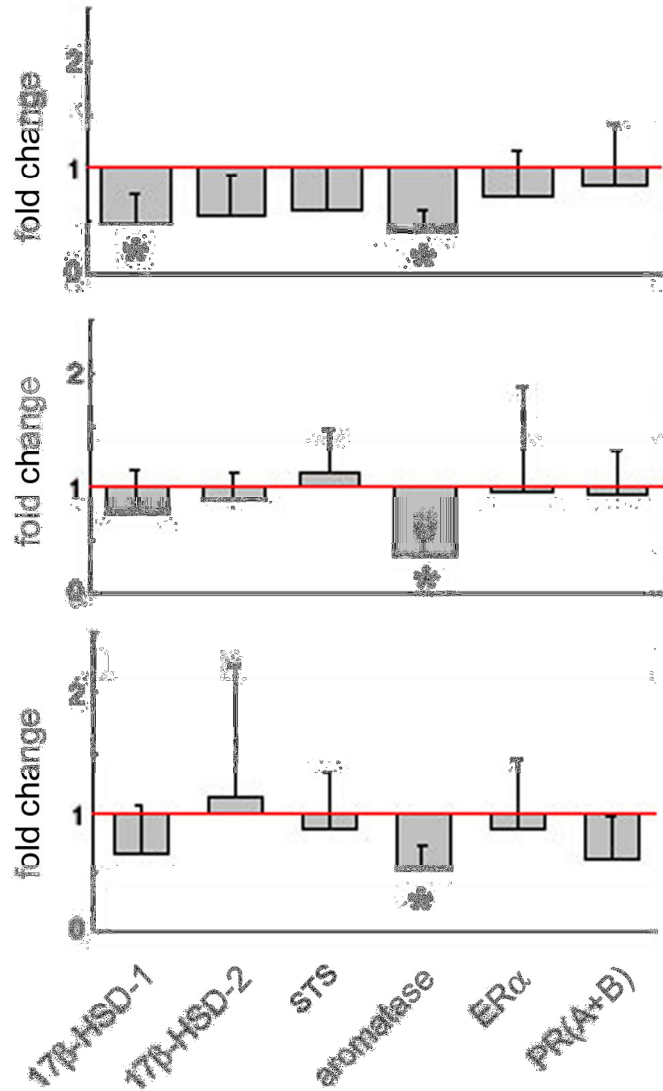 fold change
2
1
0
fold change
2
1
0
fold change
2
1
0
17β-HSD-1
17β-HSD-2
STS
aromatase
ERα
PR(A+B)